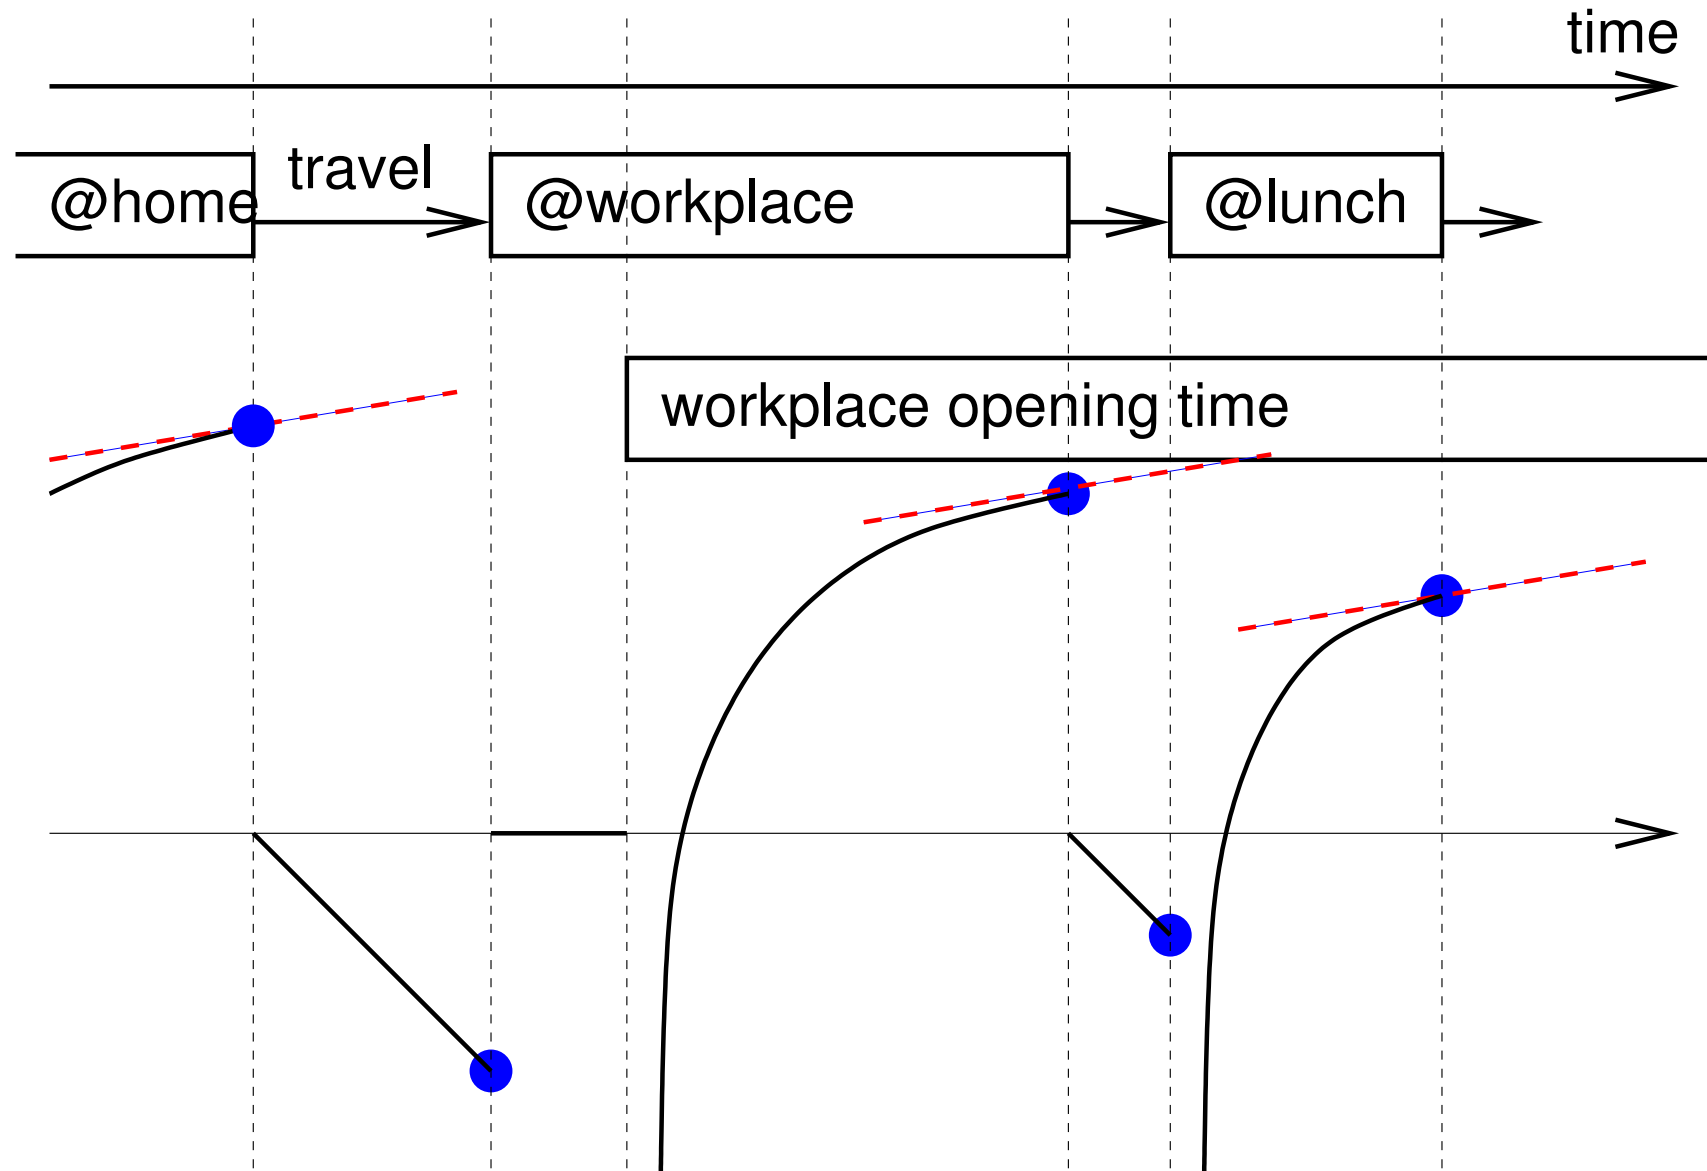 time
travel
@home
@workplace
@lunch
workplace opening time